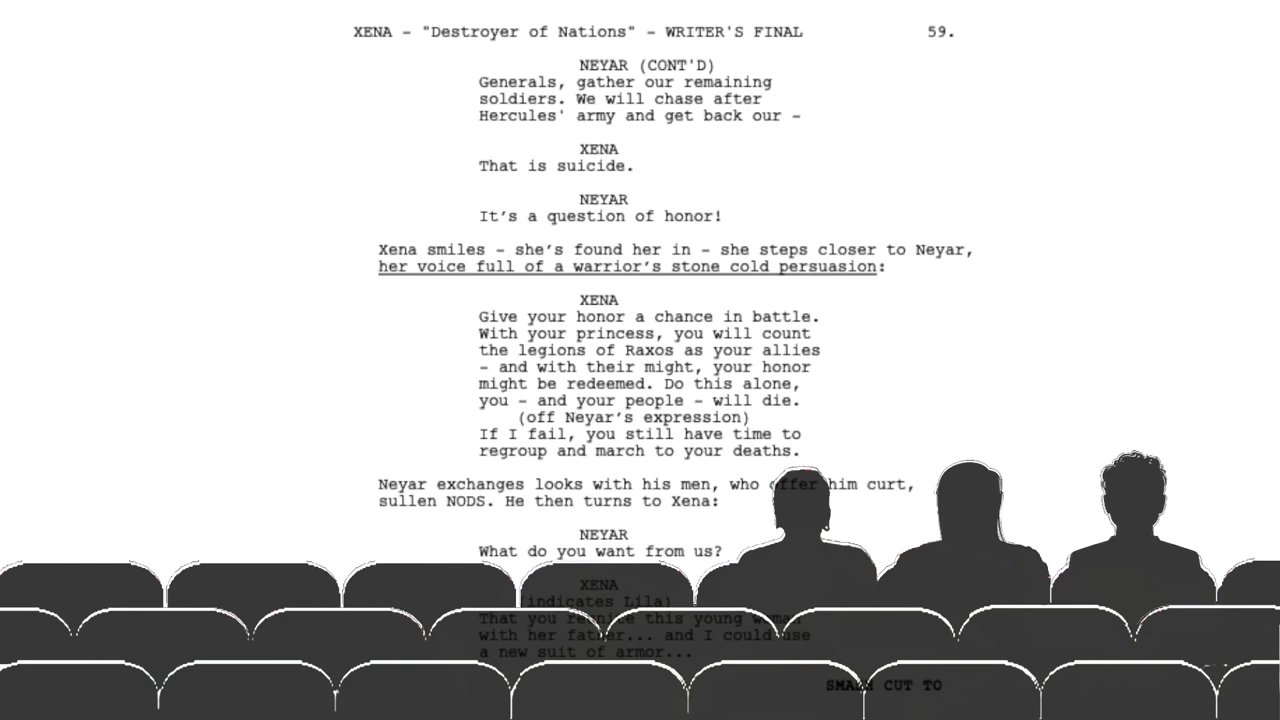 XENA – "Destroyer of Nations" – WRITER'S FINAL 59.
NEYAR (CONT'D)
Generals, gather our remaining
soldiers. We will chase after
Hercules' army and get back our –
XENA
That is suicide.
NEYAR
It’s a question of honor!
Xena smiles – she’s found her in – she steps closer to Neyar,
her voice full of a warrior’s stone cold persuasion:
XENA
Give your honor a chance in battle.
With your princess, you will count
the legions of Raxos as your allies
– and with their might, your honor
might be redeemed. Do this alone,
you – and your people – will die.
(off Neyar’s expression)
If I fail, you still have time to
regroup and march to your deaths.
Neyar exchanges looks with his men, who offer him curt,
sullen NODS. He then turns to Xena:
NEYAR
What do you want from us?
XENA
(indicates Lila)
That you reunite this young woman
with her father... and I could use
a new suit of armor...
SMASH CUT TO